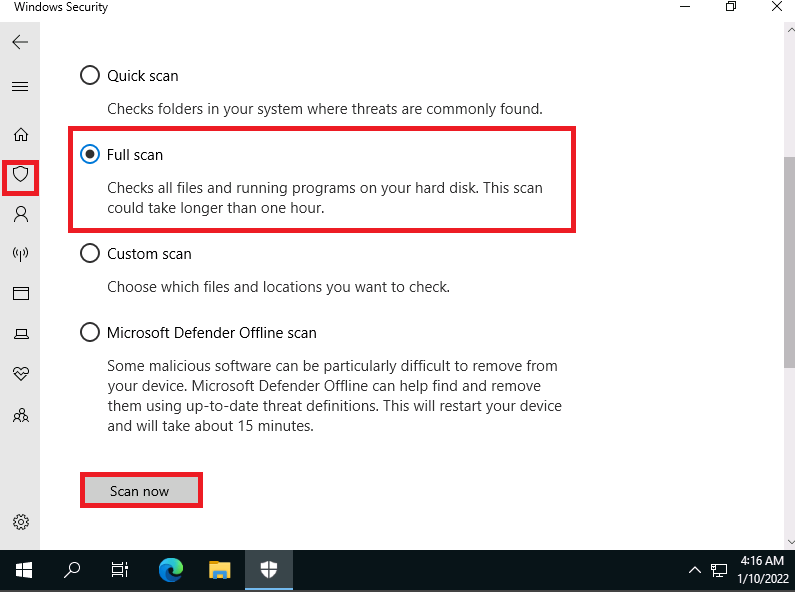 Windows Security
Quick scan
Checks folders in your system where threats are commonly found.
Full scan
Checks all files and running programs on your hard disk. This scan
could take longer than one hour.
Custom scan
Choose which files and locations you want to check.
Microsoft Defender Offline scan
Some malicious software can be particularly difficult to remove from
your device. Microsoft Defender Offline can help find and remove
them using up-to-date threat definitions. This will restart your device
and will take about 15 minutes.
Scan now
4:16 AM
1/10/2022